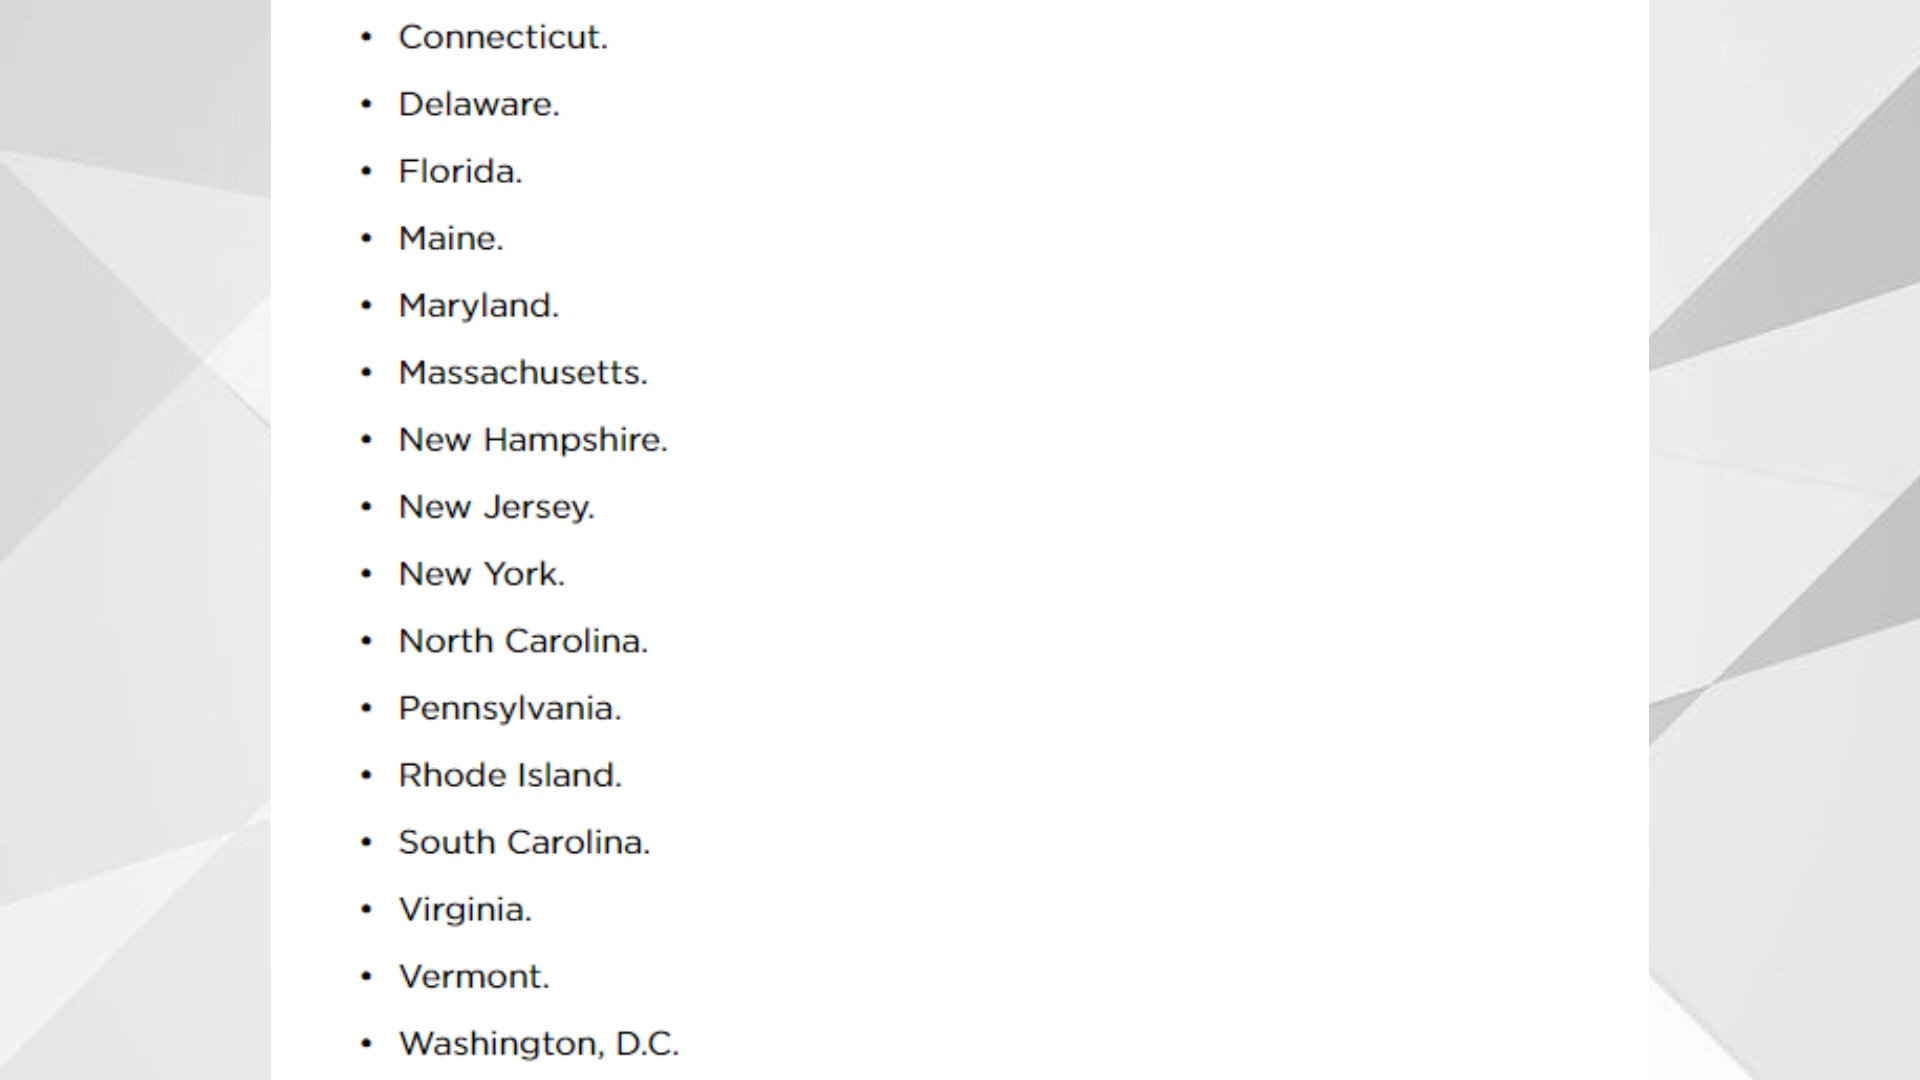 • Connecticut.
• Delaware.
• Florida.
• Maine.
• Maryland.
• Massachusetts.
• New Hampshire.
• New Jersey.
• New York.
• North Carolina.
• Pennsylvania.
• Rhode Island.
• South Carolina.
• Virginia.
• Vermont.
• Washington, D.C.